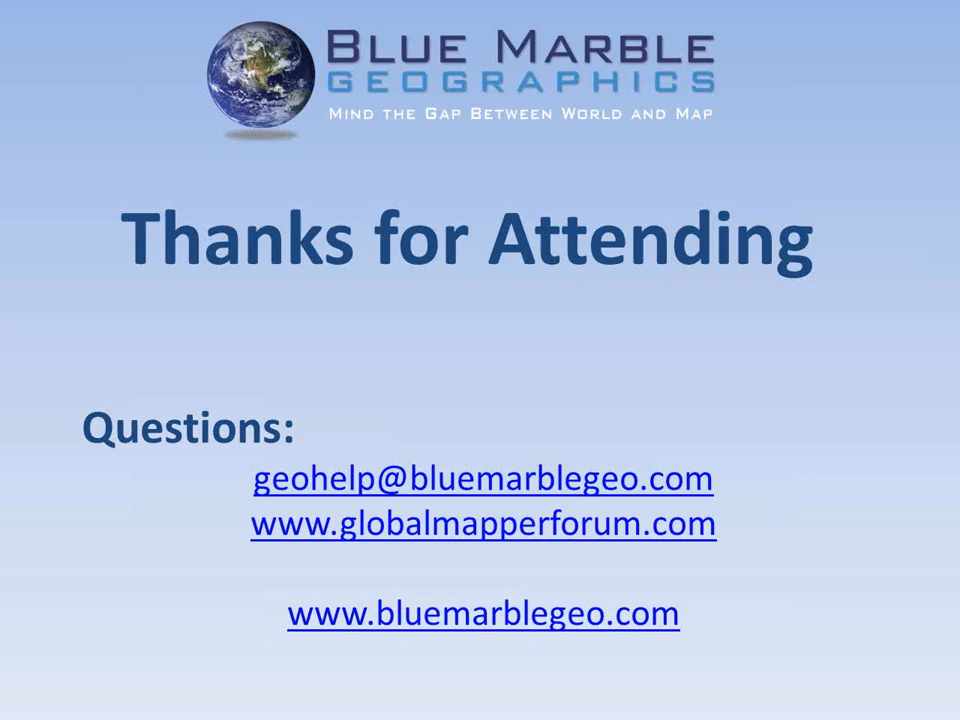 BLUE MARBLE
GEOGRAPHICS
MIND THE GAP BETWEEN WORLD AND MAP
Thanks for Attending
Questions:
geohelp@bluemarblegeo.com
www.globalmapperforum.com
www.bluemarblegeo.com